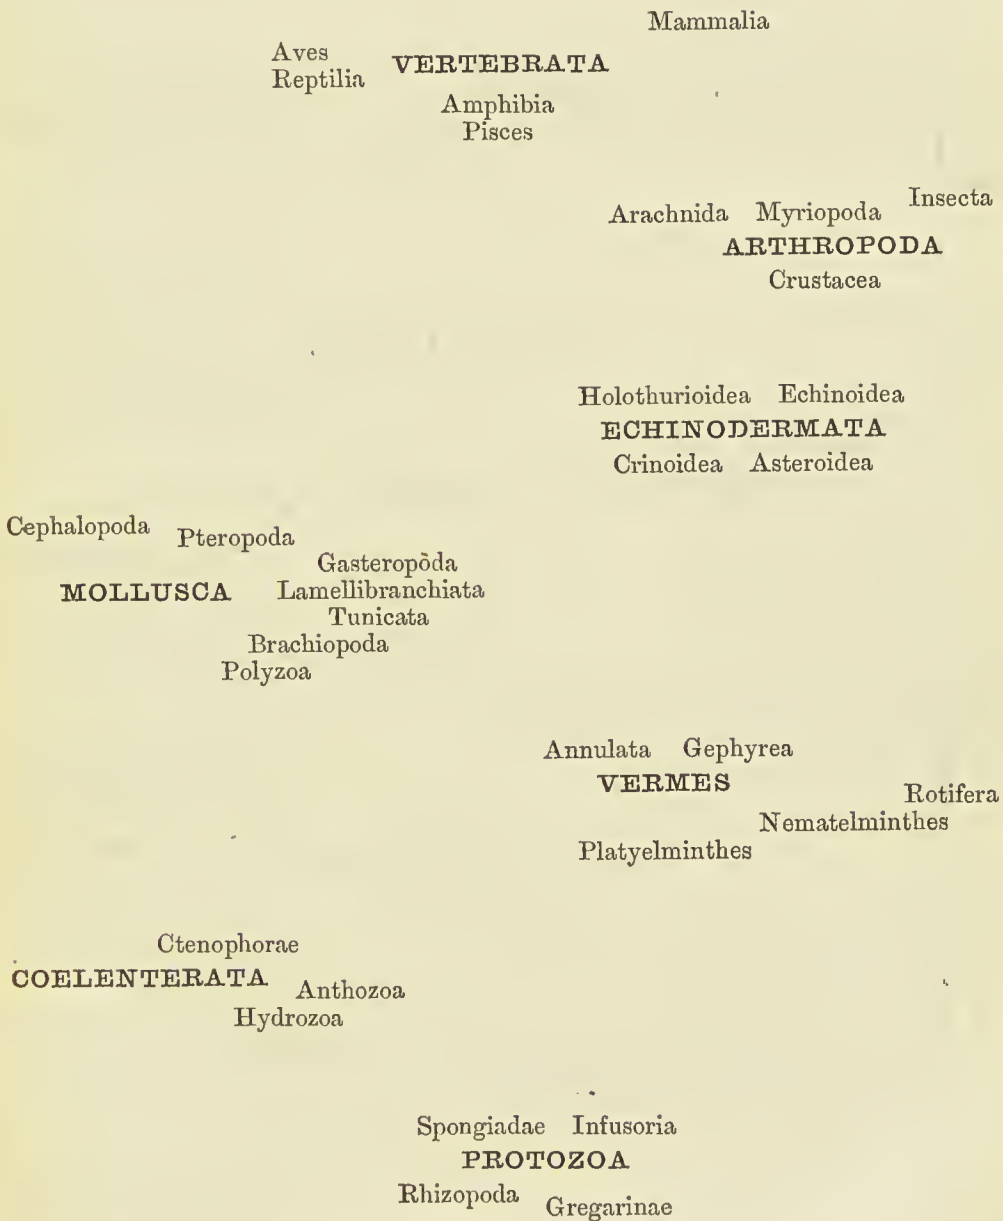 Mammalia
Aves
VERTEBRATA
Reptilia
Amphibia
Pisces
Insecta
Arachnida Myriopoda
ARTHROPODA
Crustacea
Holothurioidea Echinoidea
ECHINODERMATA
Crinoidea Asteroidea
Cephalopoda Pteropoda
Gasteropòda
MOLLUSCA Lamellibranchiata
Tunicata
Brachiopoda
Polyzoa
Annulata Gephyrea
VERMES
Rotifera
Nematelminthes
Platyelminthes
Ctenophorae
COELENTERATA Anthozoa
Hydrozoa
Spongiadae Infusoria
PROTOZOA
Rhizopoda Gregarinae